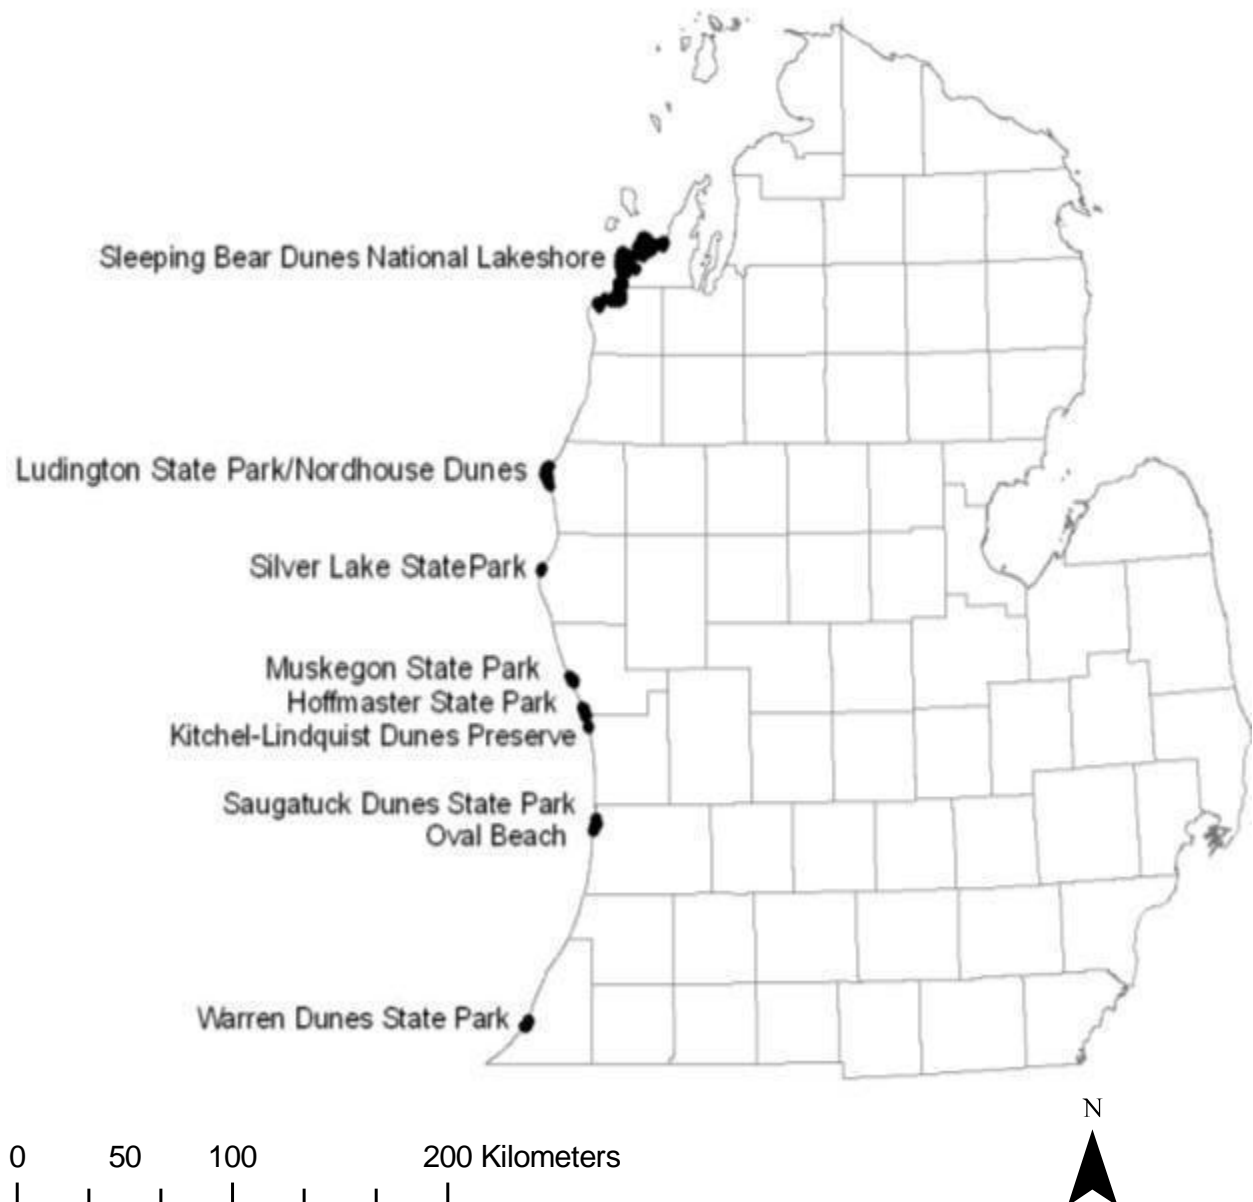 Sleeping Bear Dunes National Lakeshore
Ludington State Park/Nordhouse Dunes
Silver Lake StatePark
Muskegon State Park
Hoffmaster State Park
Kitchel-Lindquist Dunes Preserve
Saugatuck Dunes State Park
Oval Beach
Warren Dunes State Park
N
0 50 100 200 Kilometers